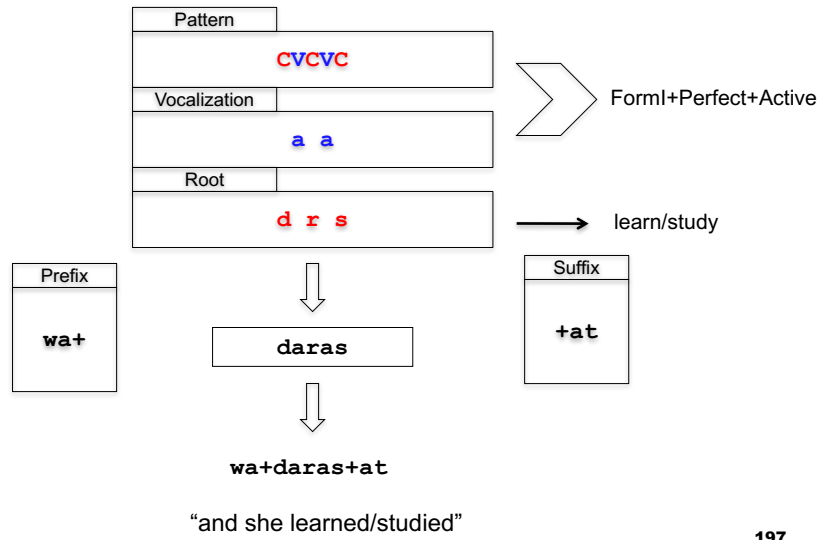 Pattern
CVCVC
FormI+Perfect+Active
Vocalization
a a
Root
d r s
learn/study
Prefix
wa+
Suffix
+at
daras
wa+daras+at
“and she learned/studied”
197